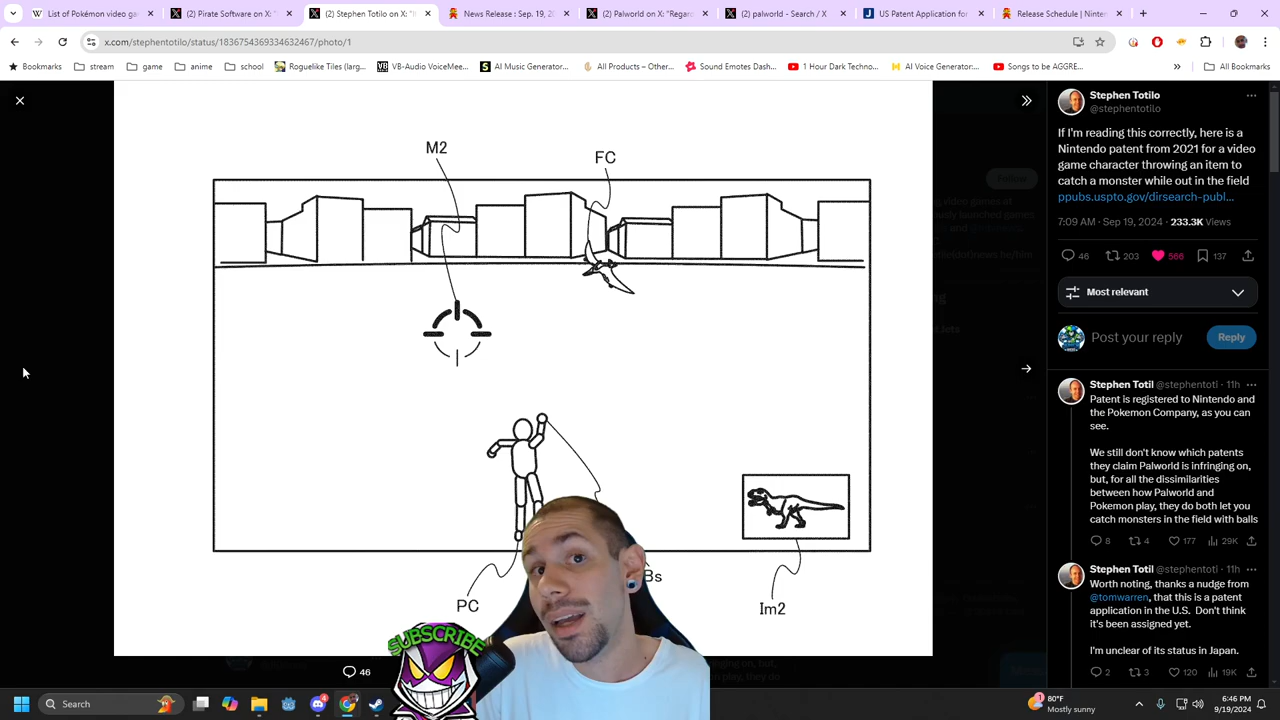 List of Pokémon video ga
(2) Pirate Software on X: "
(2) Stephen Totilo on X: "I
News Release : Sep. 19, 20
(2) Palworld on X: "Regar
(2) palworld - Search / X
US Patent Application for
Release Schedule | Ninten
x.com/stephentotilo/status/1836754369334632467/photo/1
Bookmarks
stream
game
anime
school
Roguelike Tiles (larg...
VB-Audio VoiceMee...
AI Music Generator...
All Products – Other...
Sound Emotes Dash...
1 Hour Dark Techno...
AI Voice Generator:...
Songs to be AGGRE...
All Bookmarks
M2
FC
PC
Bs
Im2
SUBSCRIBE
46
Stephen Totilo
@stephentotilo
If I'm reading this correctly, here is a
Nintendo patent from 2021 for a video
game character throwing an item to
catch a monster while out in the field
ppubs.uspto.gov/dirsearch-publ...
7:09 AM · Sep 19, 2024 · 233.3K Views
46
203
566
137
Most relevant
Post your reply
Reply
Stephen Totil @stephentoti · 11h
Patent is registered to Nintendo and
the Pokemon Company, as you can
see.
We still don't know which patents
they claim Palworld is infringing on,
but, for all the dissimilarities
between how Palworld and
Pokemon play, they do both let you
catch monsters in the field with balls
8
4
177
29K
Stephen Totil @stephentoti · 11h
Worth noting, thanks a nudge from
@tomwarren, that this is a patent
application in the U.S. Don't think
it's been assigned yet.
I'm unclear of its status in Japan.
2
3
120
19K
Search
4
1
80°F
Mostly sunny
6:46 PM
9/19/2024